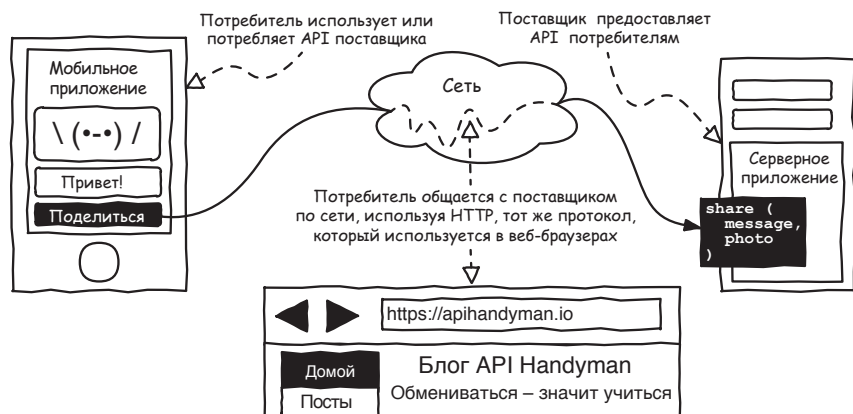 Потребитель использует или
потребляет API поставщика
Поставщик предоставляет
API потребителям
Мобильное
приложение
\ (•-•) /
Привет!
Поделиться
Сеть
Серверное
приложение
share (
message,
photo
)
Потребитель общается с поставщиком
по сети, используя HTTP, тот же протокол,
который используется в веб-браузерах
https://apihandyman.io
Домой
Посты
Блог API Handyman
Обмениваться – значит учиться